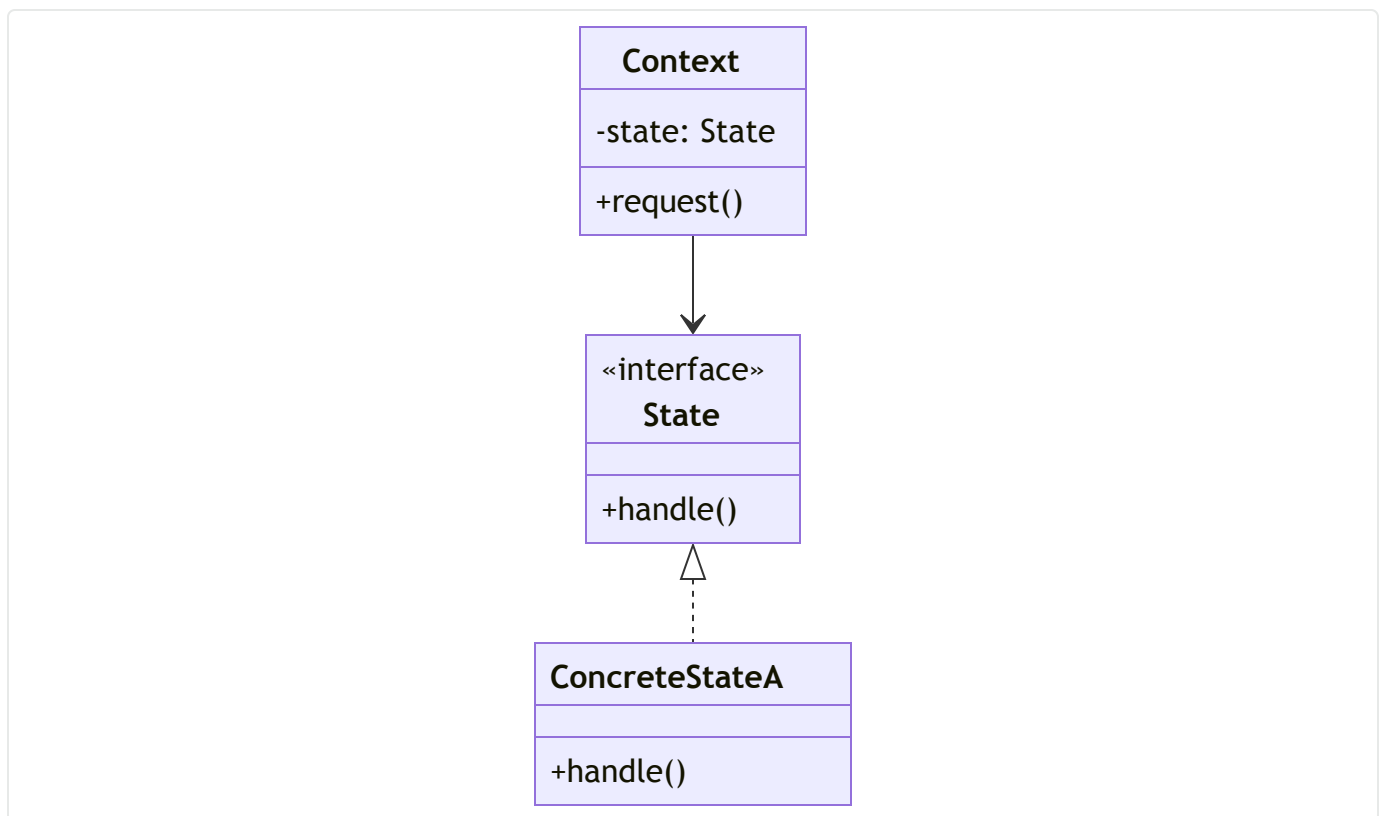 Context
-state: State
+request()
«interface»
State
+handle()
ConcreteStateA
+handle()